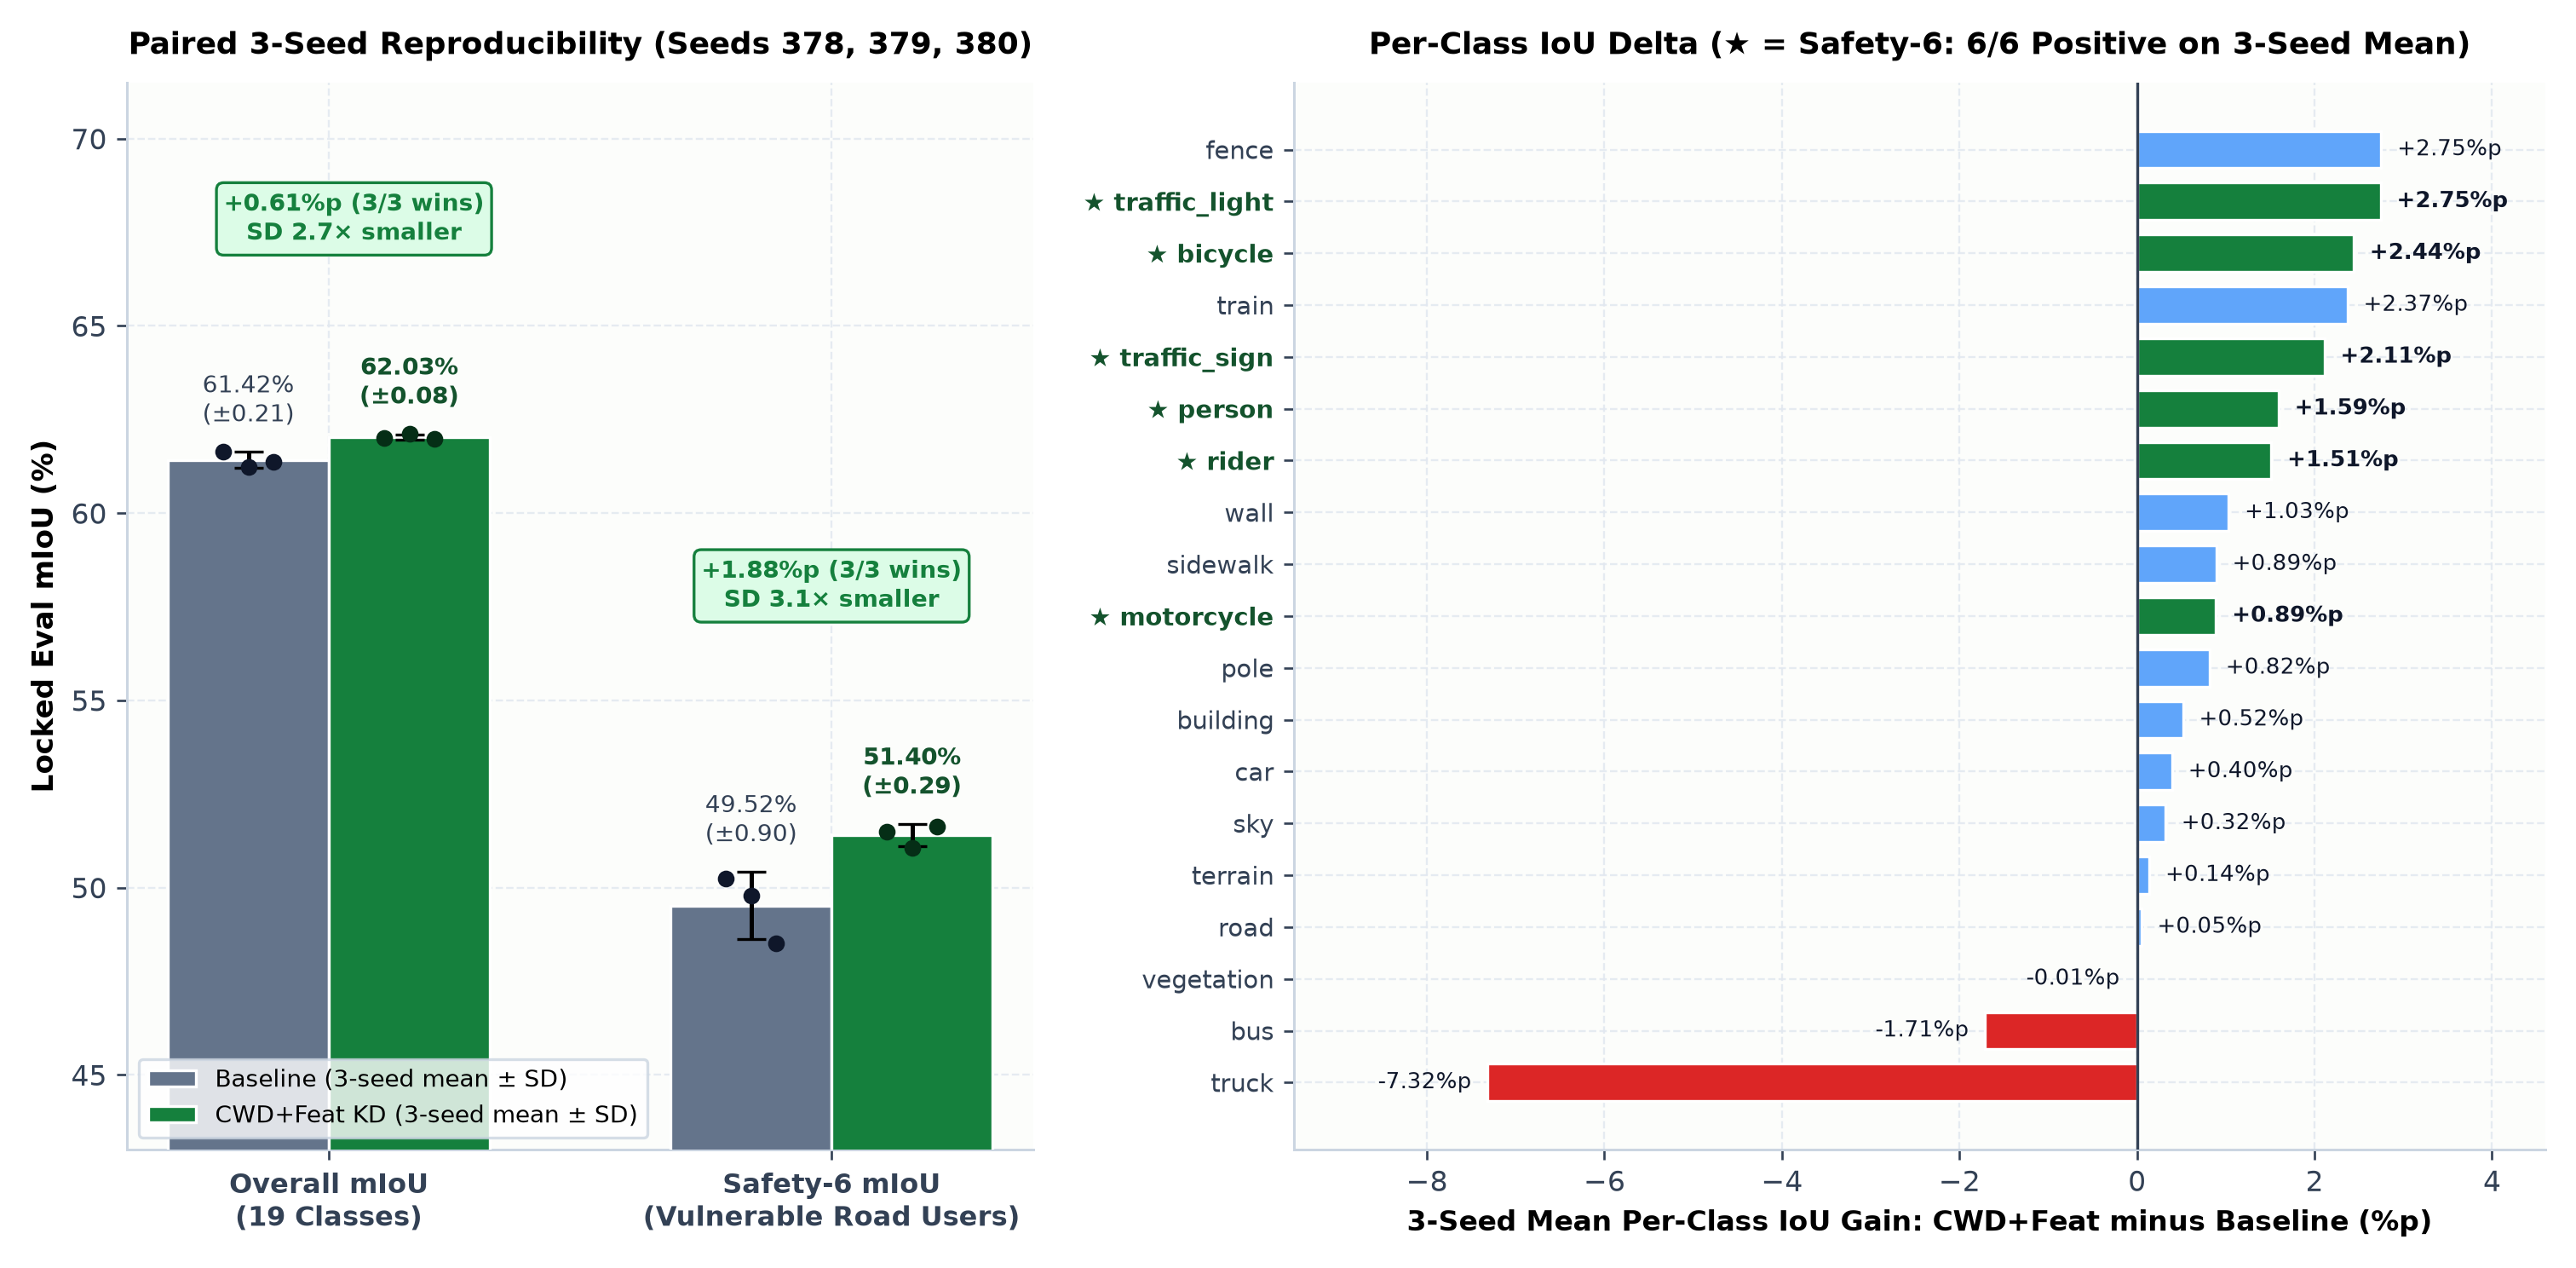 Paired 3-Seed Reproducibility (Seeds 378, 379, 380)
Locked Eval mIoU (%)
70
65
60
55
50
45
+0.61%p (3/3 wins)
SD 2.7× smaller
61.42%
(±0.21)
62.03%
(±0.08)
+1.88%p (3/3 wins)
SD 3.1× smaller
49.52%
(±0.90)
51.40%
(±0.29)
Baseline (3-seed mean ± SD)
CWD+Feat KD (3-seed mean ± SD)
Overall mIoU
(19 Classes)
Safety-6 mIoU
(Vulnerable Road Users)
Per-Class IoU Delta (★ = Safety-6: 6/6 Positive on 3-Seed Mean)
fence +2.75%p
★ traffic_light +2.75%p
★ bicycle +2.44%p
train +2.37%p
★ traffic_sign +2.11%p
★ person +1.59%p
★ rider +1.51%p
wall +1.03%p
sidewalk +0.89%p
★ motorcycle +0.89%p
pole +0.82%p
building +0.52%p
car +0.40%p
sky +0.32%p
terrain +0.14%p
road +0.05%p
vegetation -0.01%p
bus -1.71%p
truck -7.32%p
−8 −6 −4 −2 0 2 4
3-Seed Mean Per-Class IoU Gain: CWD+Feat minus Baseline (%p)